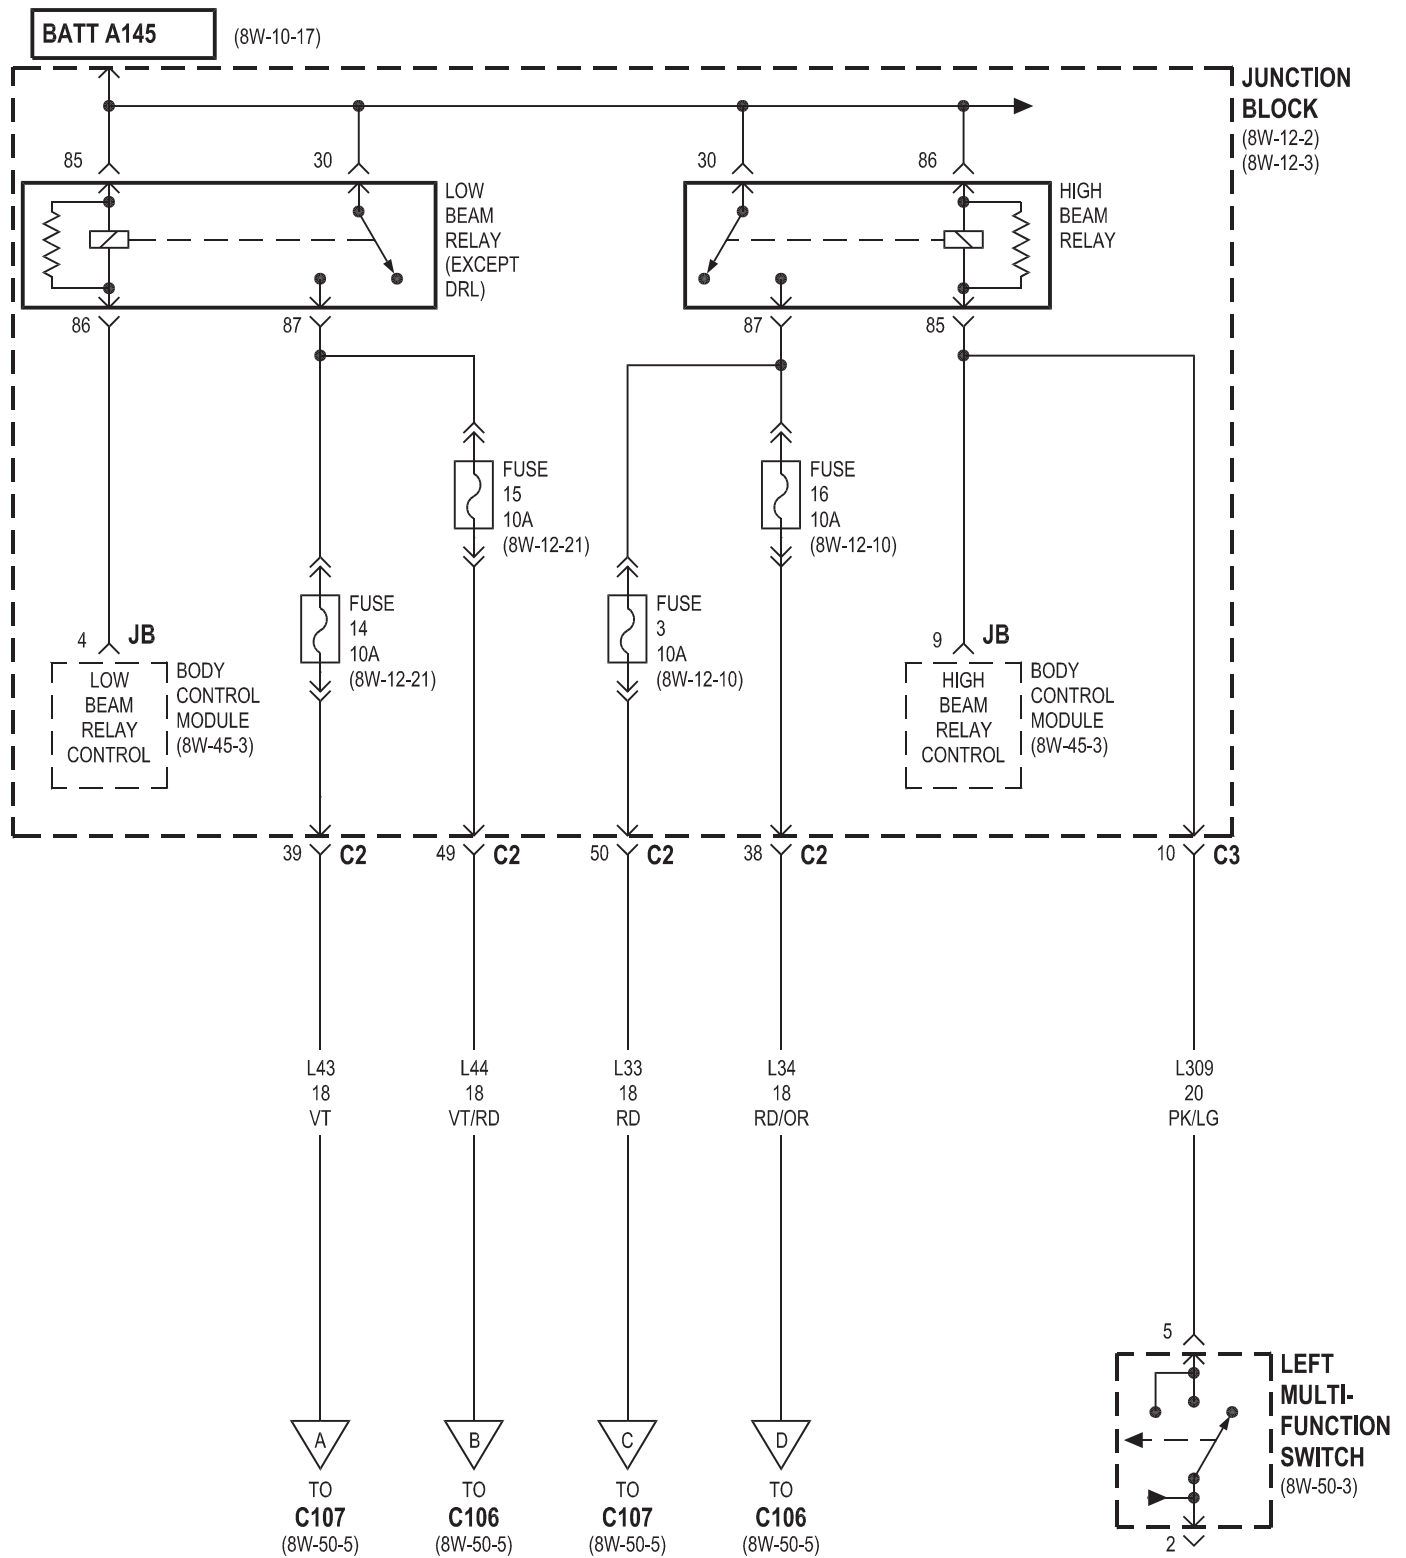 BATT A145
(8W-10-17)
JUNCTION
BLOCK
(8W-12-2)
(8W-12-3)
85
30
30
86
LOW
BEAM
RELAY
(EXCEPT
DRL)
HIGH
BEAM
RELAY
86
87
87
85
FUSE
15
10A
(8W-12-21)
FUSE
16
10A
(8W-12-10)
FUSE
14
10A
(8W-12-21)
FUSE
3
10A
(8W-12-10)
4
JB
LOW
BEAM
RELAY
CONTROL
BODY
CONTROL
MODULE
(8W-45-3)
9
JB
HIGH
BEAM
RELAY
CONTROL
BODY
CONTROL
MODULE
(8W-45-3)
39
C2
49
C2
50
C2
38
C2
10
C3
L43
18
VT
L44
18
VT/RD
L33
18
RD
L34
18
RD/OR
L309
20
PK/LG
5
LEFT
MULTI-
FUNCTION
SWITCH
(8W-50-3)
2
A
TO
C107
(8W-50-5)
B
TO
C106
(8W-50-5)
C
TO
C107
(8W-50-5)
D
TO
C106
(8W-50-5)